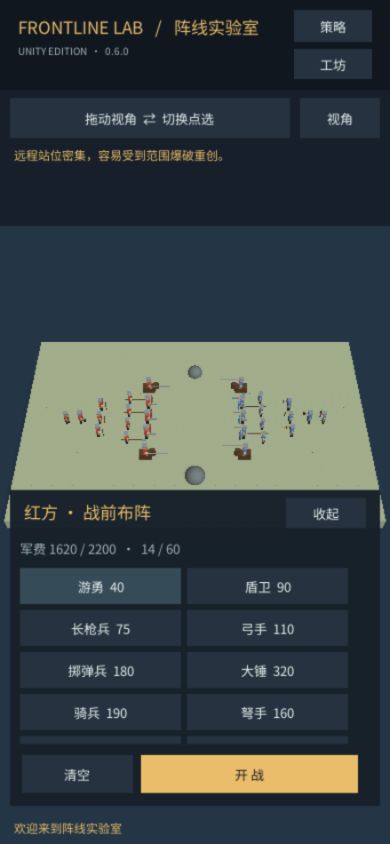 FRONTLINE LAB / 阵线实验室
策略
UNITY EDITION · 0.6.0
工坊
拖动视角 ⇄ 切换点选
视角
远程站位密集，容易受到范围爆破重创。
红方 · 战前布阵
收起
军费 1620 / 2200 · 14 / 60
游勇 40
盾卫 90
长枪兵 75
弓手 110
掷弹兵 180
大锤 320
骑兵 190
弩手 160
清空
开 战
欢迎来到阵线实验室